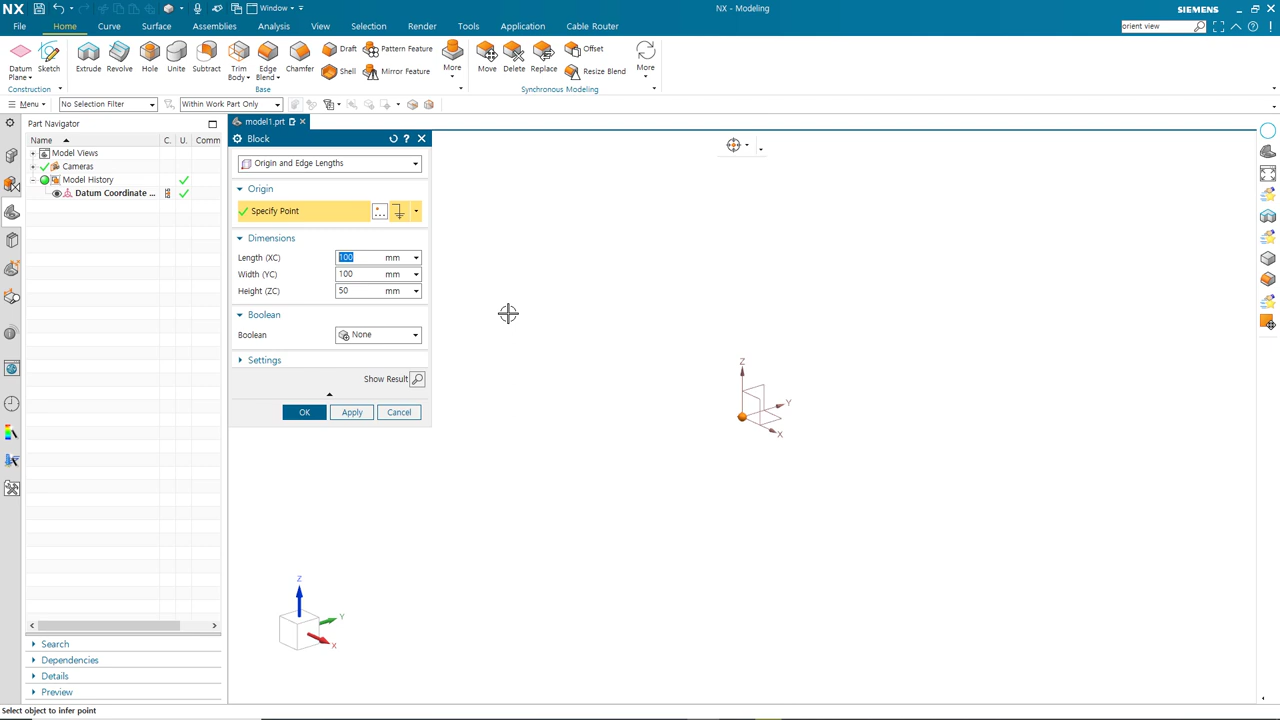 NX
Window
NX - Modeling
SIEMENS
File
Home
Curve
Surface
Assemblies
Analysis
View
Selection
Render
Tools
Application
Cable Router
orient view
Datum Plane
Sketch
Extrude
Revolve
Hole
Unite
Subtract
Trim Body
Edge Blend
Chamfer
Draft
Shell
Pattern Feature
Mirror Feature
More
Move
Delete
Replace
Offset
Resize Blend
More
Construction
Base
Synchronous Modeling
Menu
No Selection Filter
Within Work Part Only
Part Navigator
Name
C.
U.
Comm
Model Views
Cameras
Model History
Datum Coordinate ...
Search
Dependencies
Details
Preview
model1.prt
Block
Origin and Edge Lengths
Origin
Specify Point
Dimensions
Length (XC)
100
mm
Width (YC)
100
mm
Height (ZC)
50
mm
Boolean
Boolean
None
Settings
Show Result
OK
Apply
Cancel
Z
Y
X
Z
Y
X
Select object to infer point